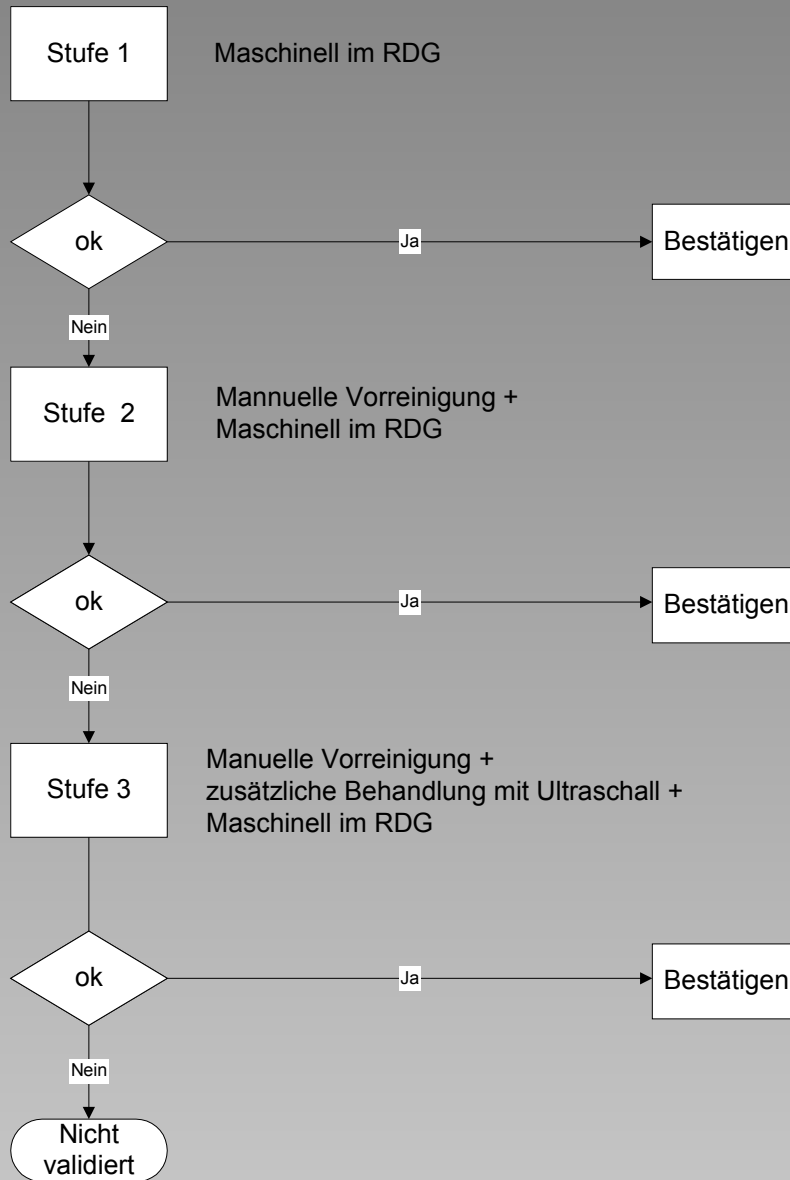 Stufe 1
Maschinell im RDG
ok
Ja
Bestätigen
Nein
Stufe 2
Mannuelle Vorreinigung +
Maschinell im RDG
ok
Ja
Bestätigen
Nein
Stufe 3
Manuelle Vorreinigung +
zusätzliche Behandlung mit Ultraschall +
Maschinell im RDG
ok
Ja
Bestätigen
Nein
Nicht
validiert